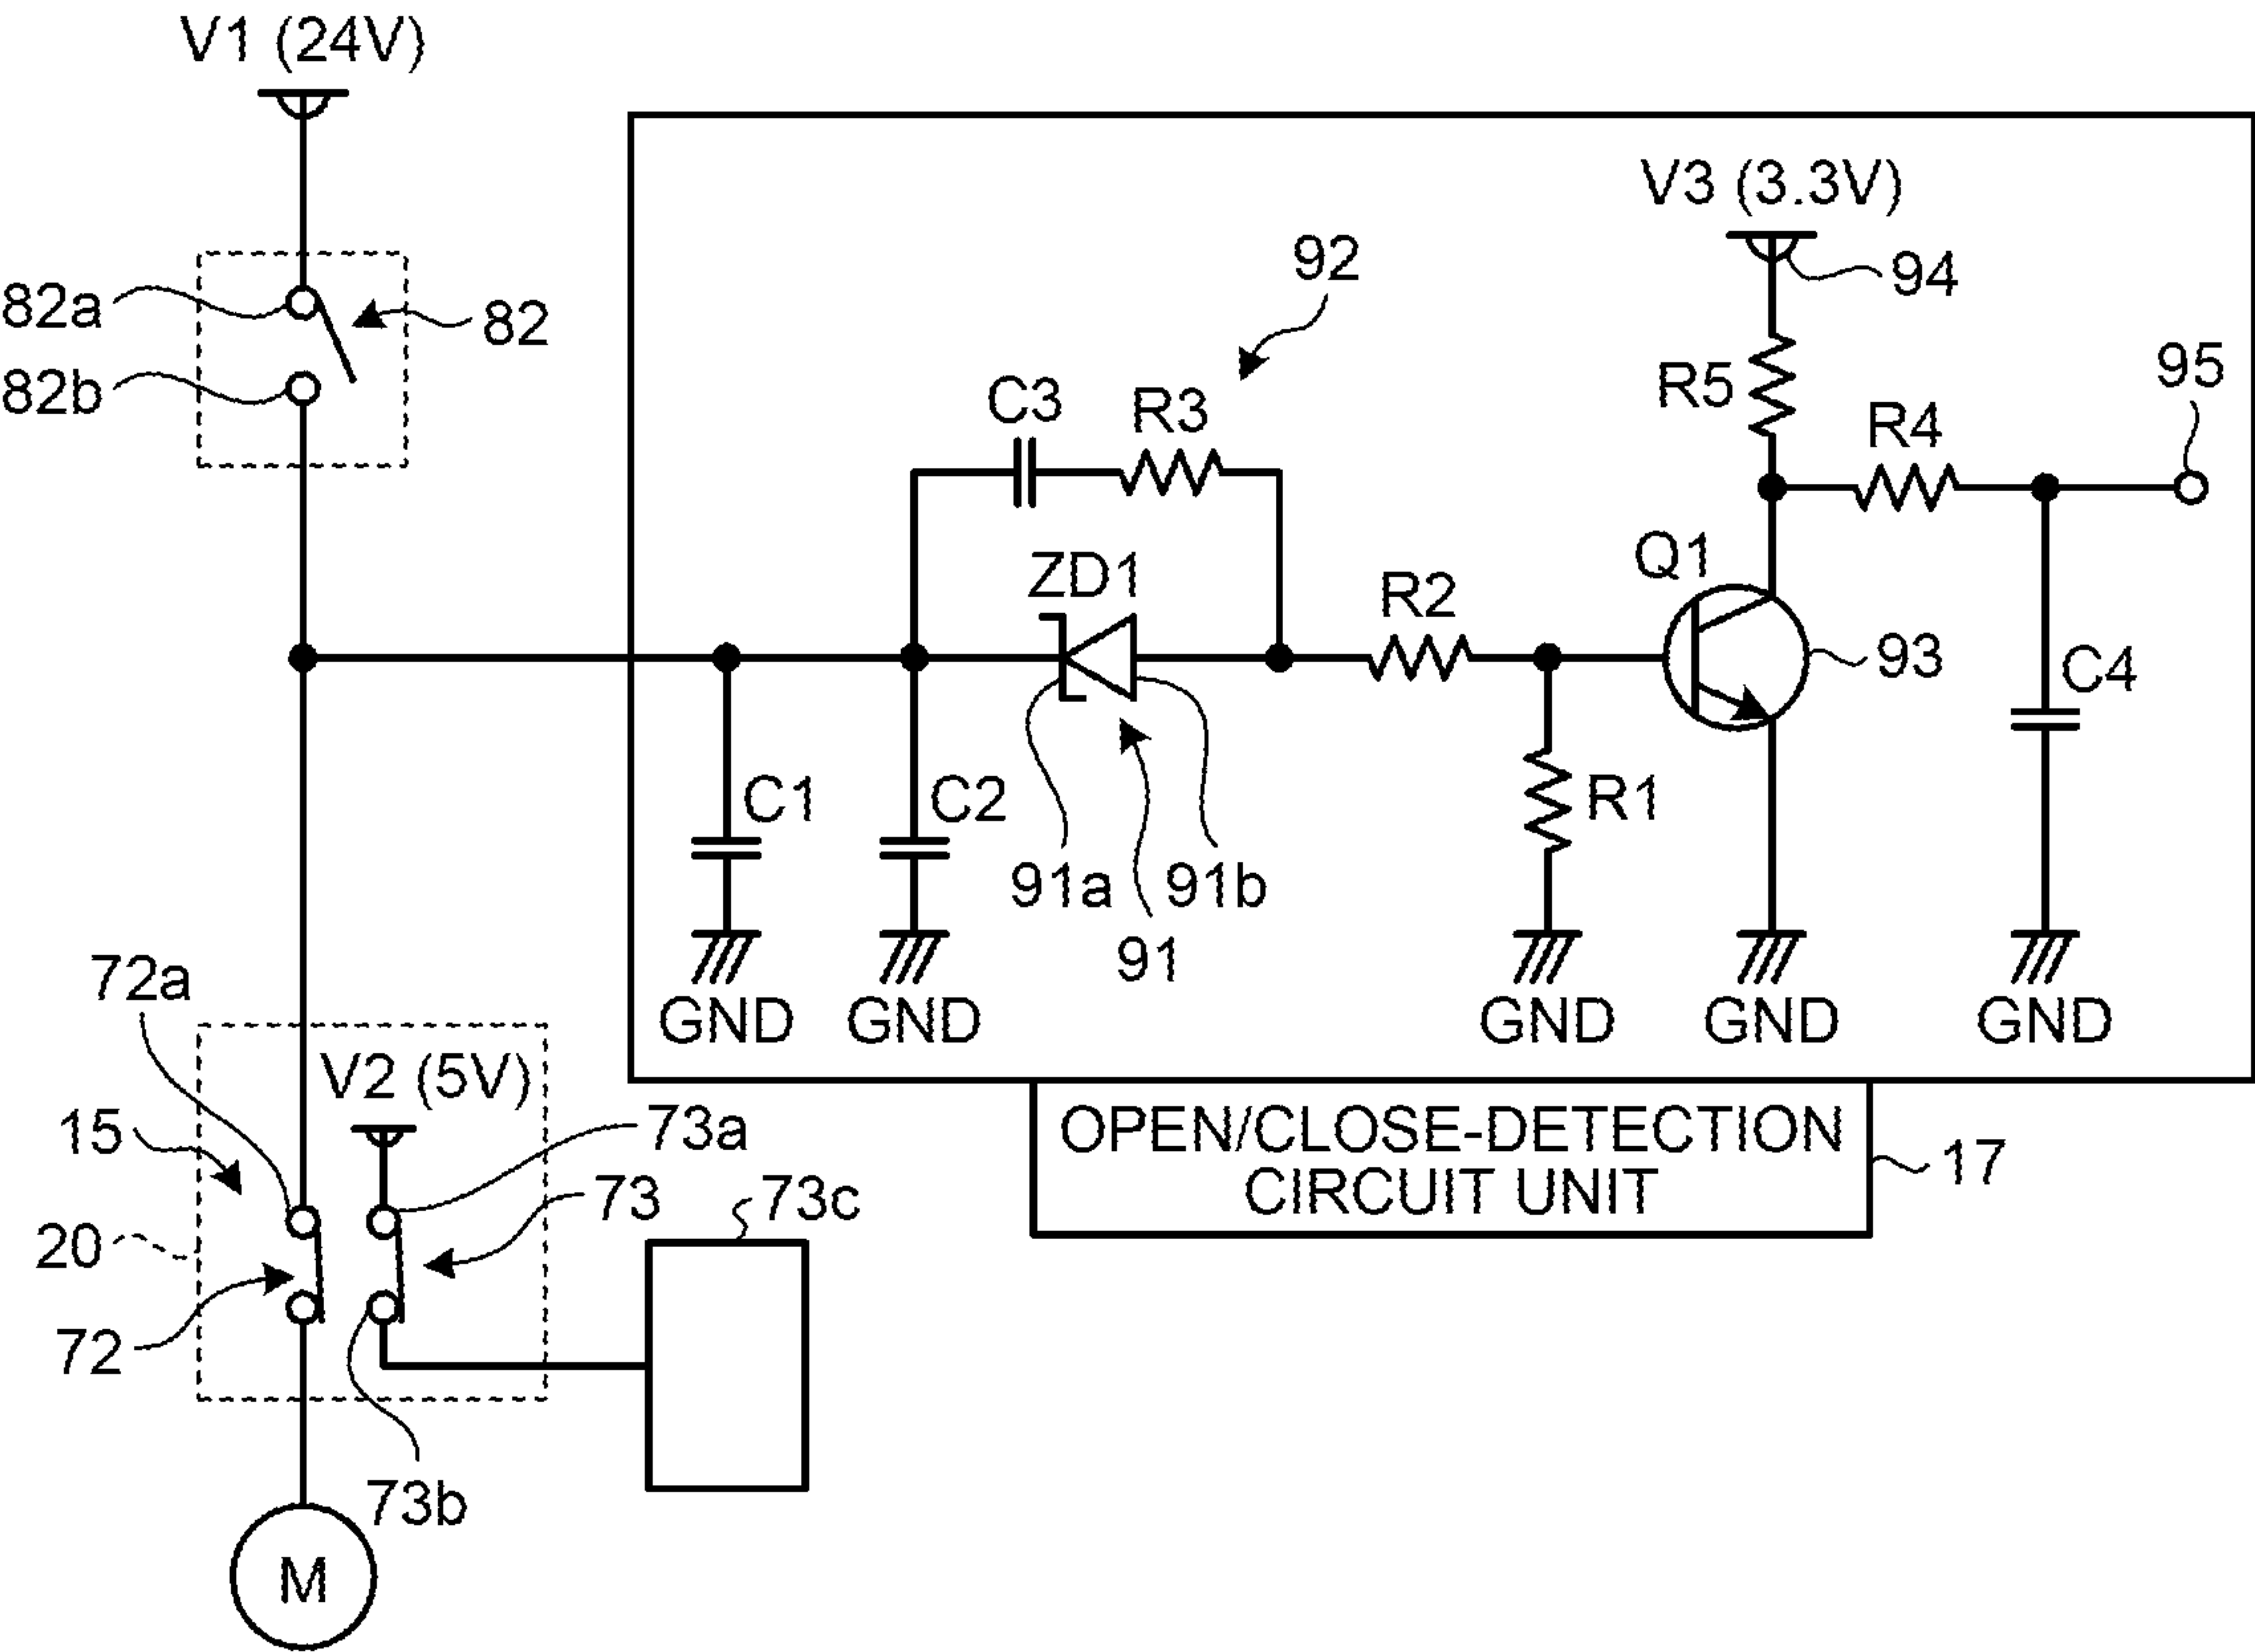 V1 (24V)
V3 (3.3V)
92
94
82a
82
82b
95
C3
R3
R5
R4
ZD1
Q1
R2
93
C4
C1
C2
R1
91a
91b
91
72a
GND
GND
GND
GND
GND
V2 (5V)
15
73a
OPEN/CLOSE-DETECTION
CIRCUIT UNIT
17
73
73c
20
72
73b
M